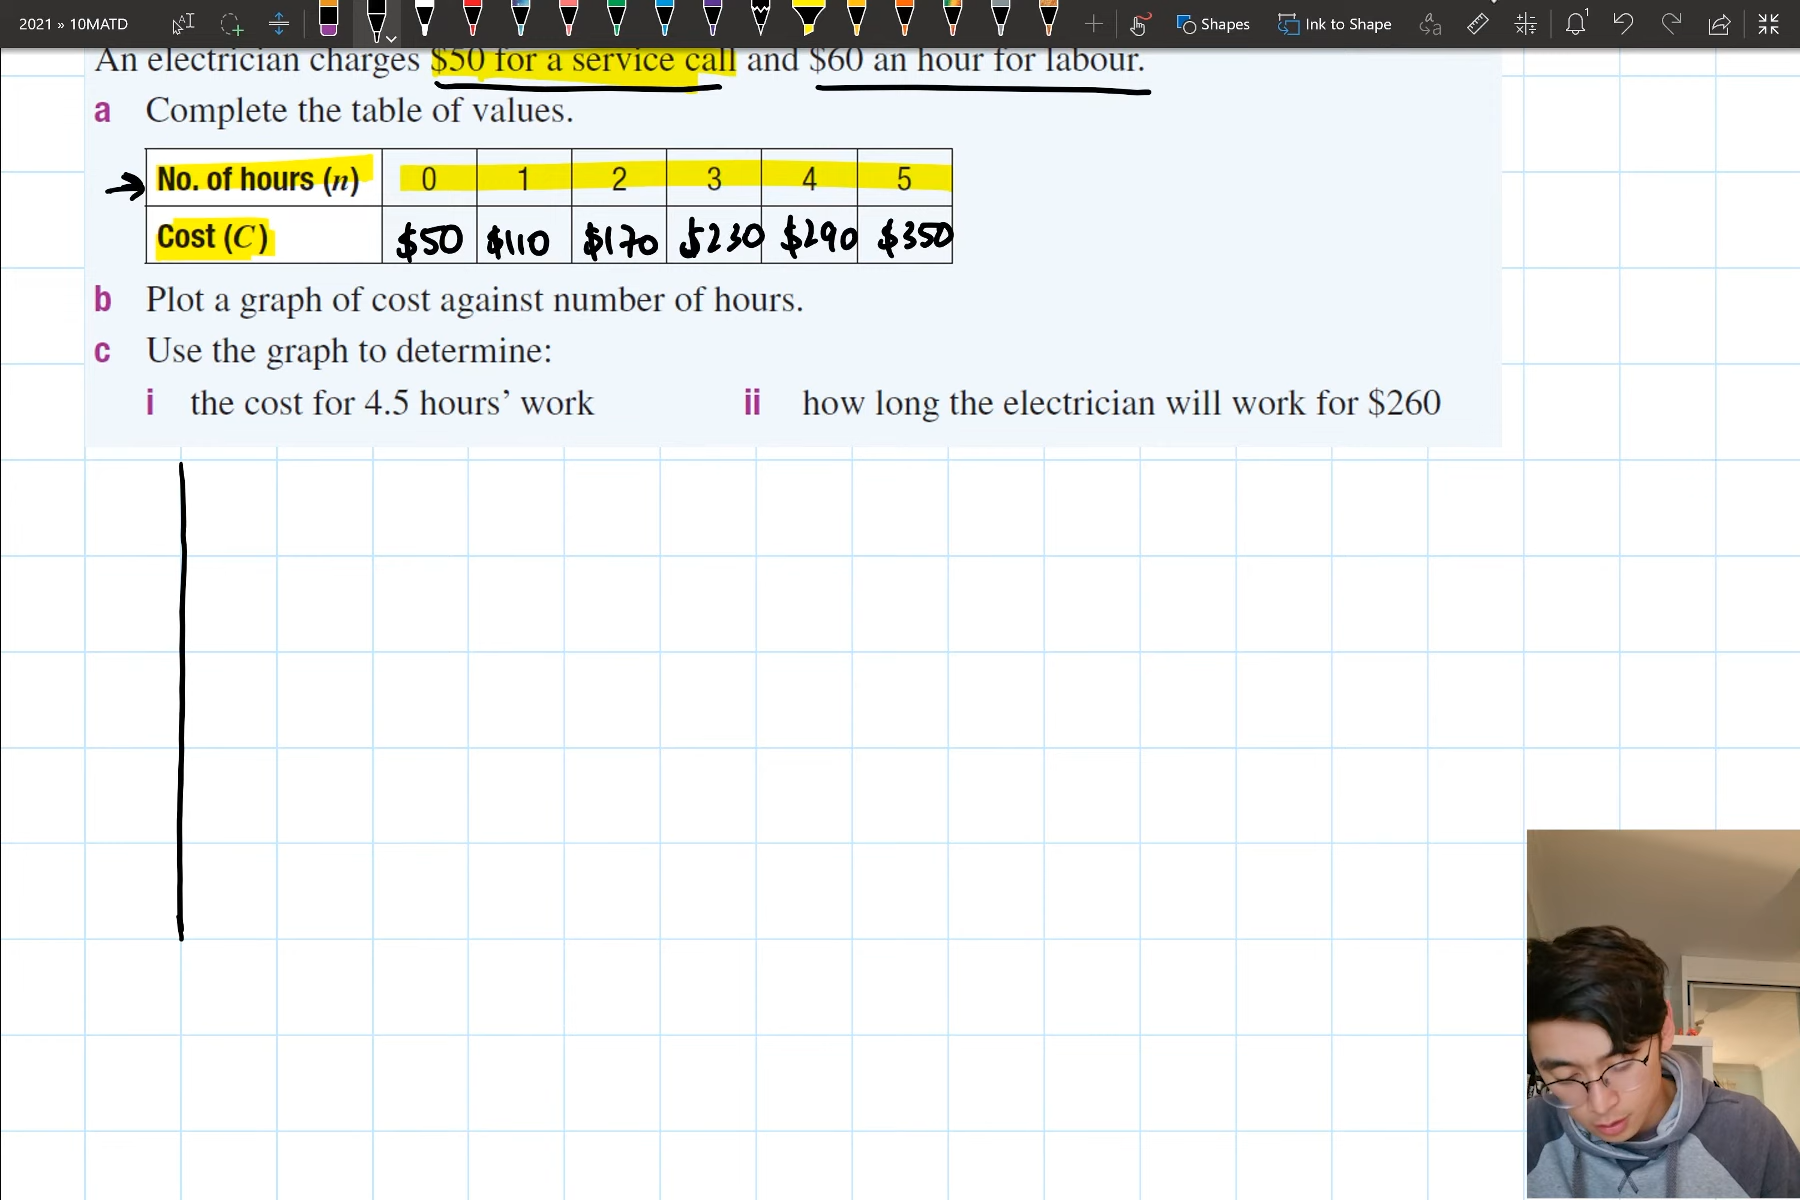 2021 » 10MATD
Shapes
Ink to Shape
An electrician charges $50 for a service call and $60 an hour for labour.
a Complete the table of values.
No. of hours (n) 0 1 2 3 4 5
Cost (C) $50 $110 $170 $230 $290 $350
b Plot a graph of cost against number of hours.
c Use the graph to determine:
i the cost for 4.5 hours’ work ii how long the electrician will work for $260